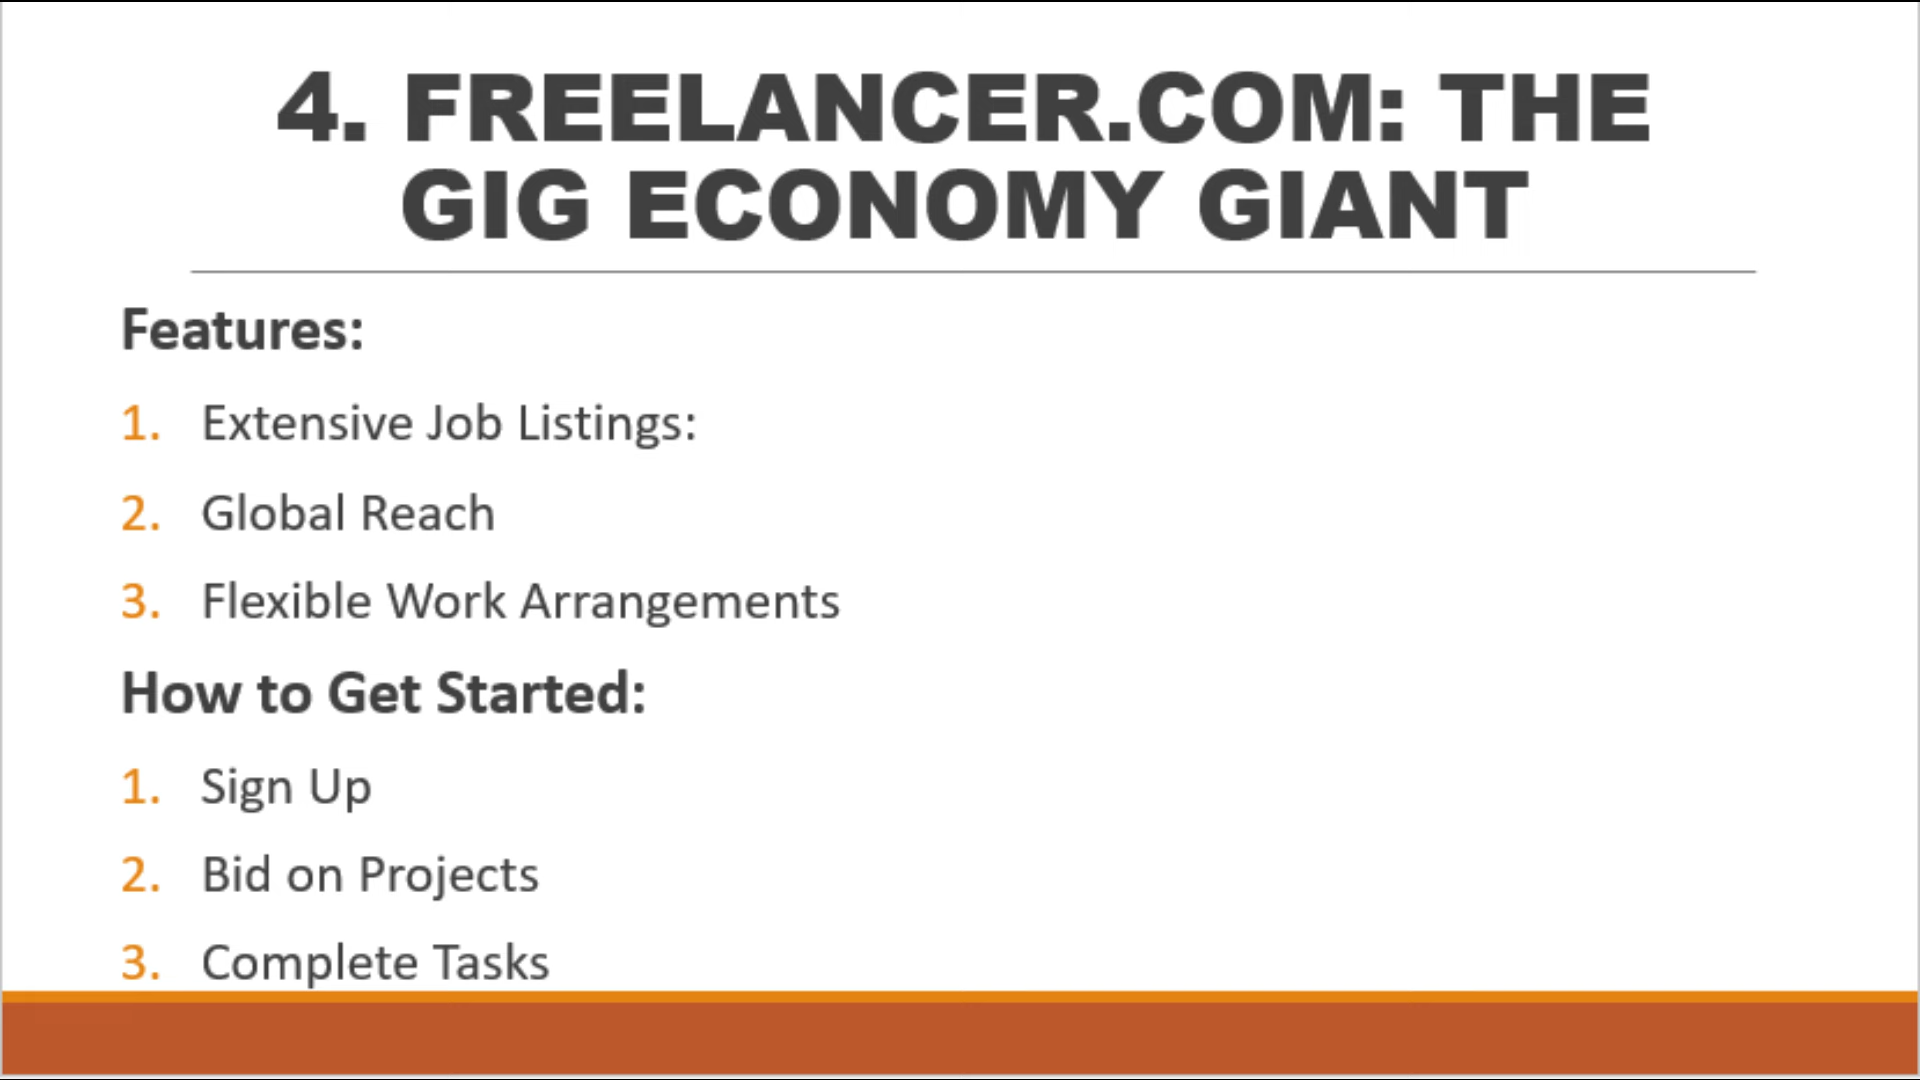 4. FREELANCER.COM: THE
GIG ECONOMY GIANT
Features:
1. Extensive Job Listings:
2. Global Reach
3. Flexible Work Arrangements
How to Get Started:
1. Sign Up
2. Bid on Projects
3. Complete Tasks